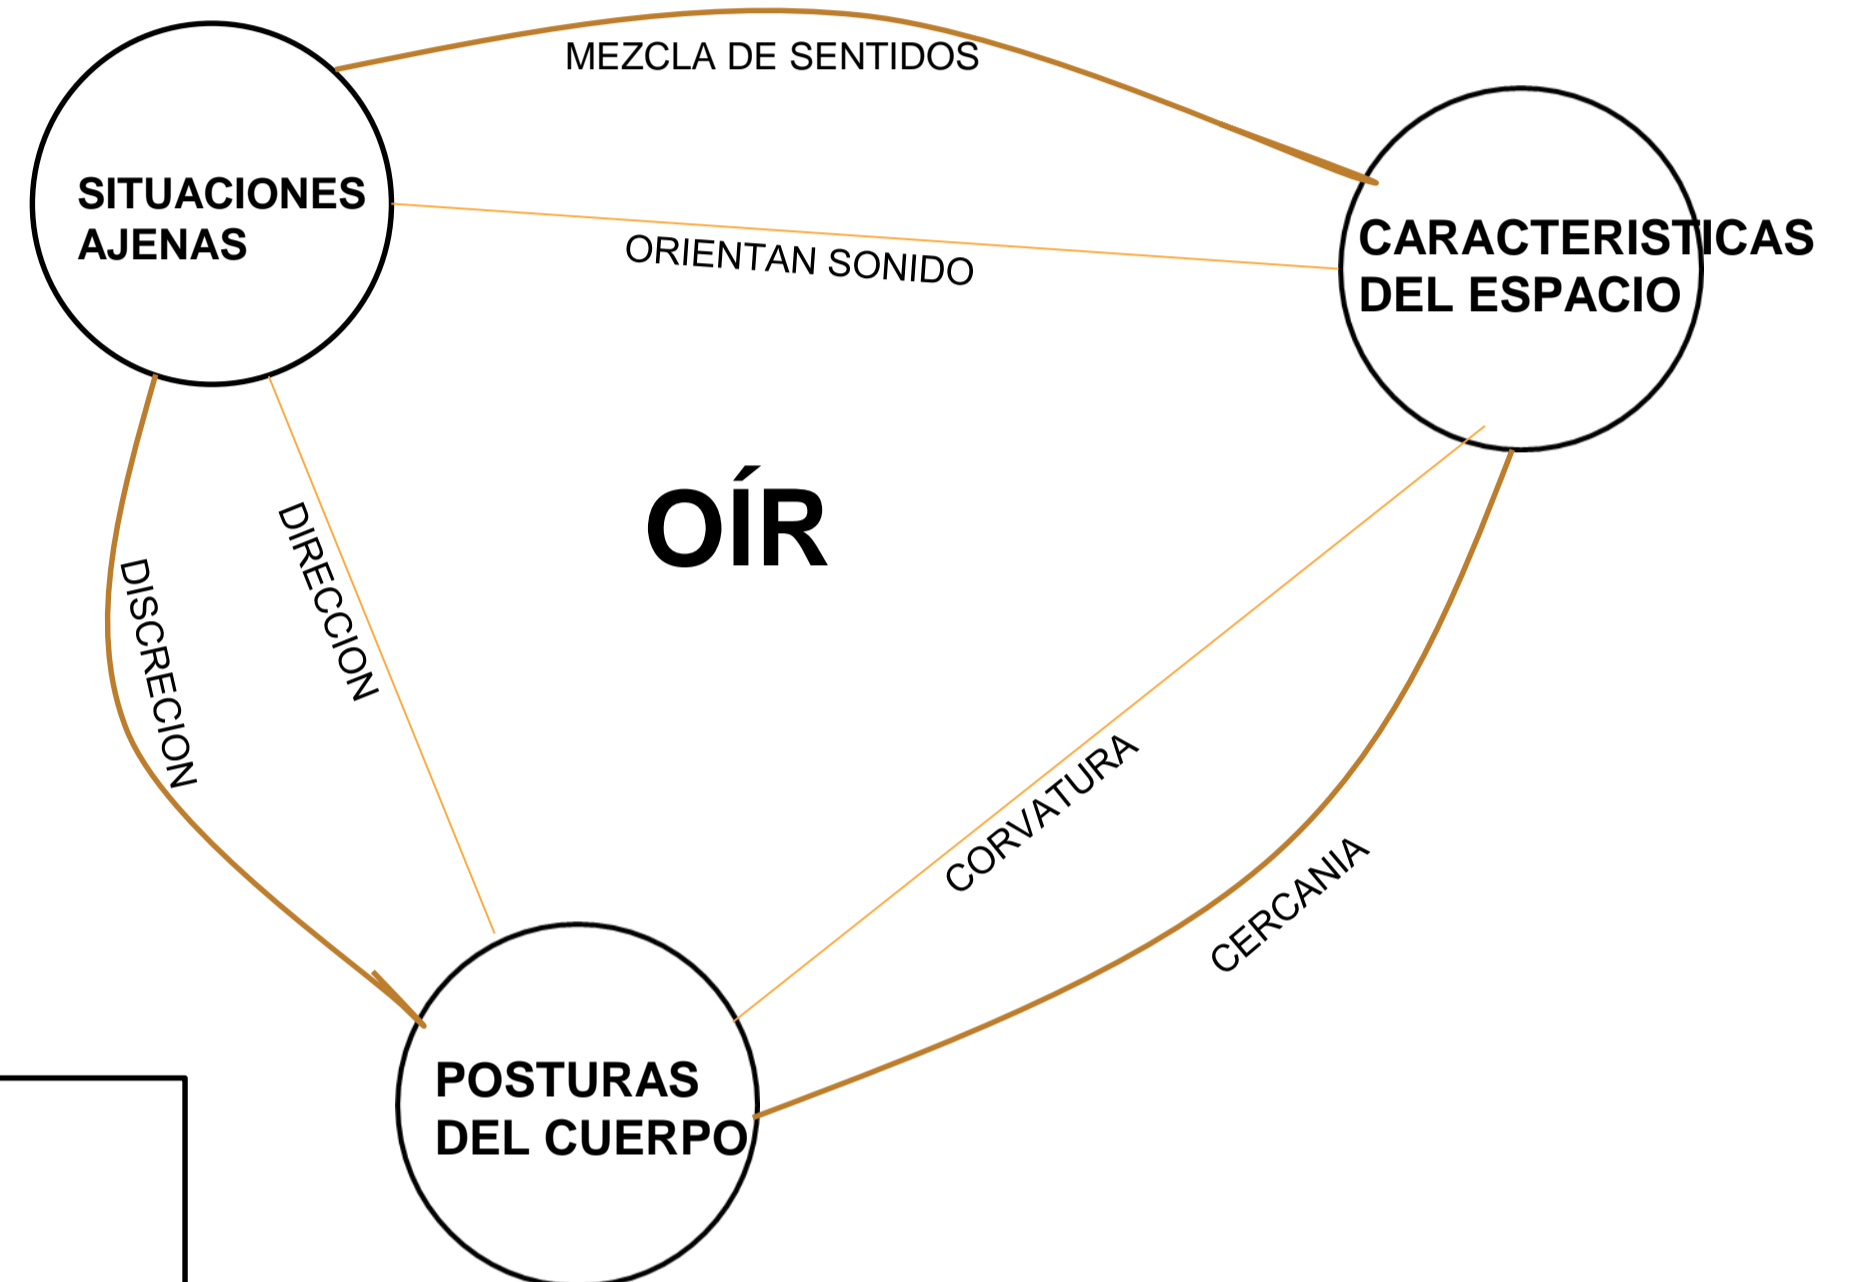 MEZCLA DE SENTIDOS
SITUACIONES
AJENAS
ORIENTAN SONIDO
CARACTERISTICAS
DEL ESPACIO
OÍR
DIRECCION
DISCRECION
CORVATURA
CERCANIA
POSTURAS
DEL CUERPO